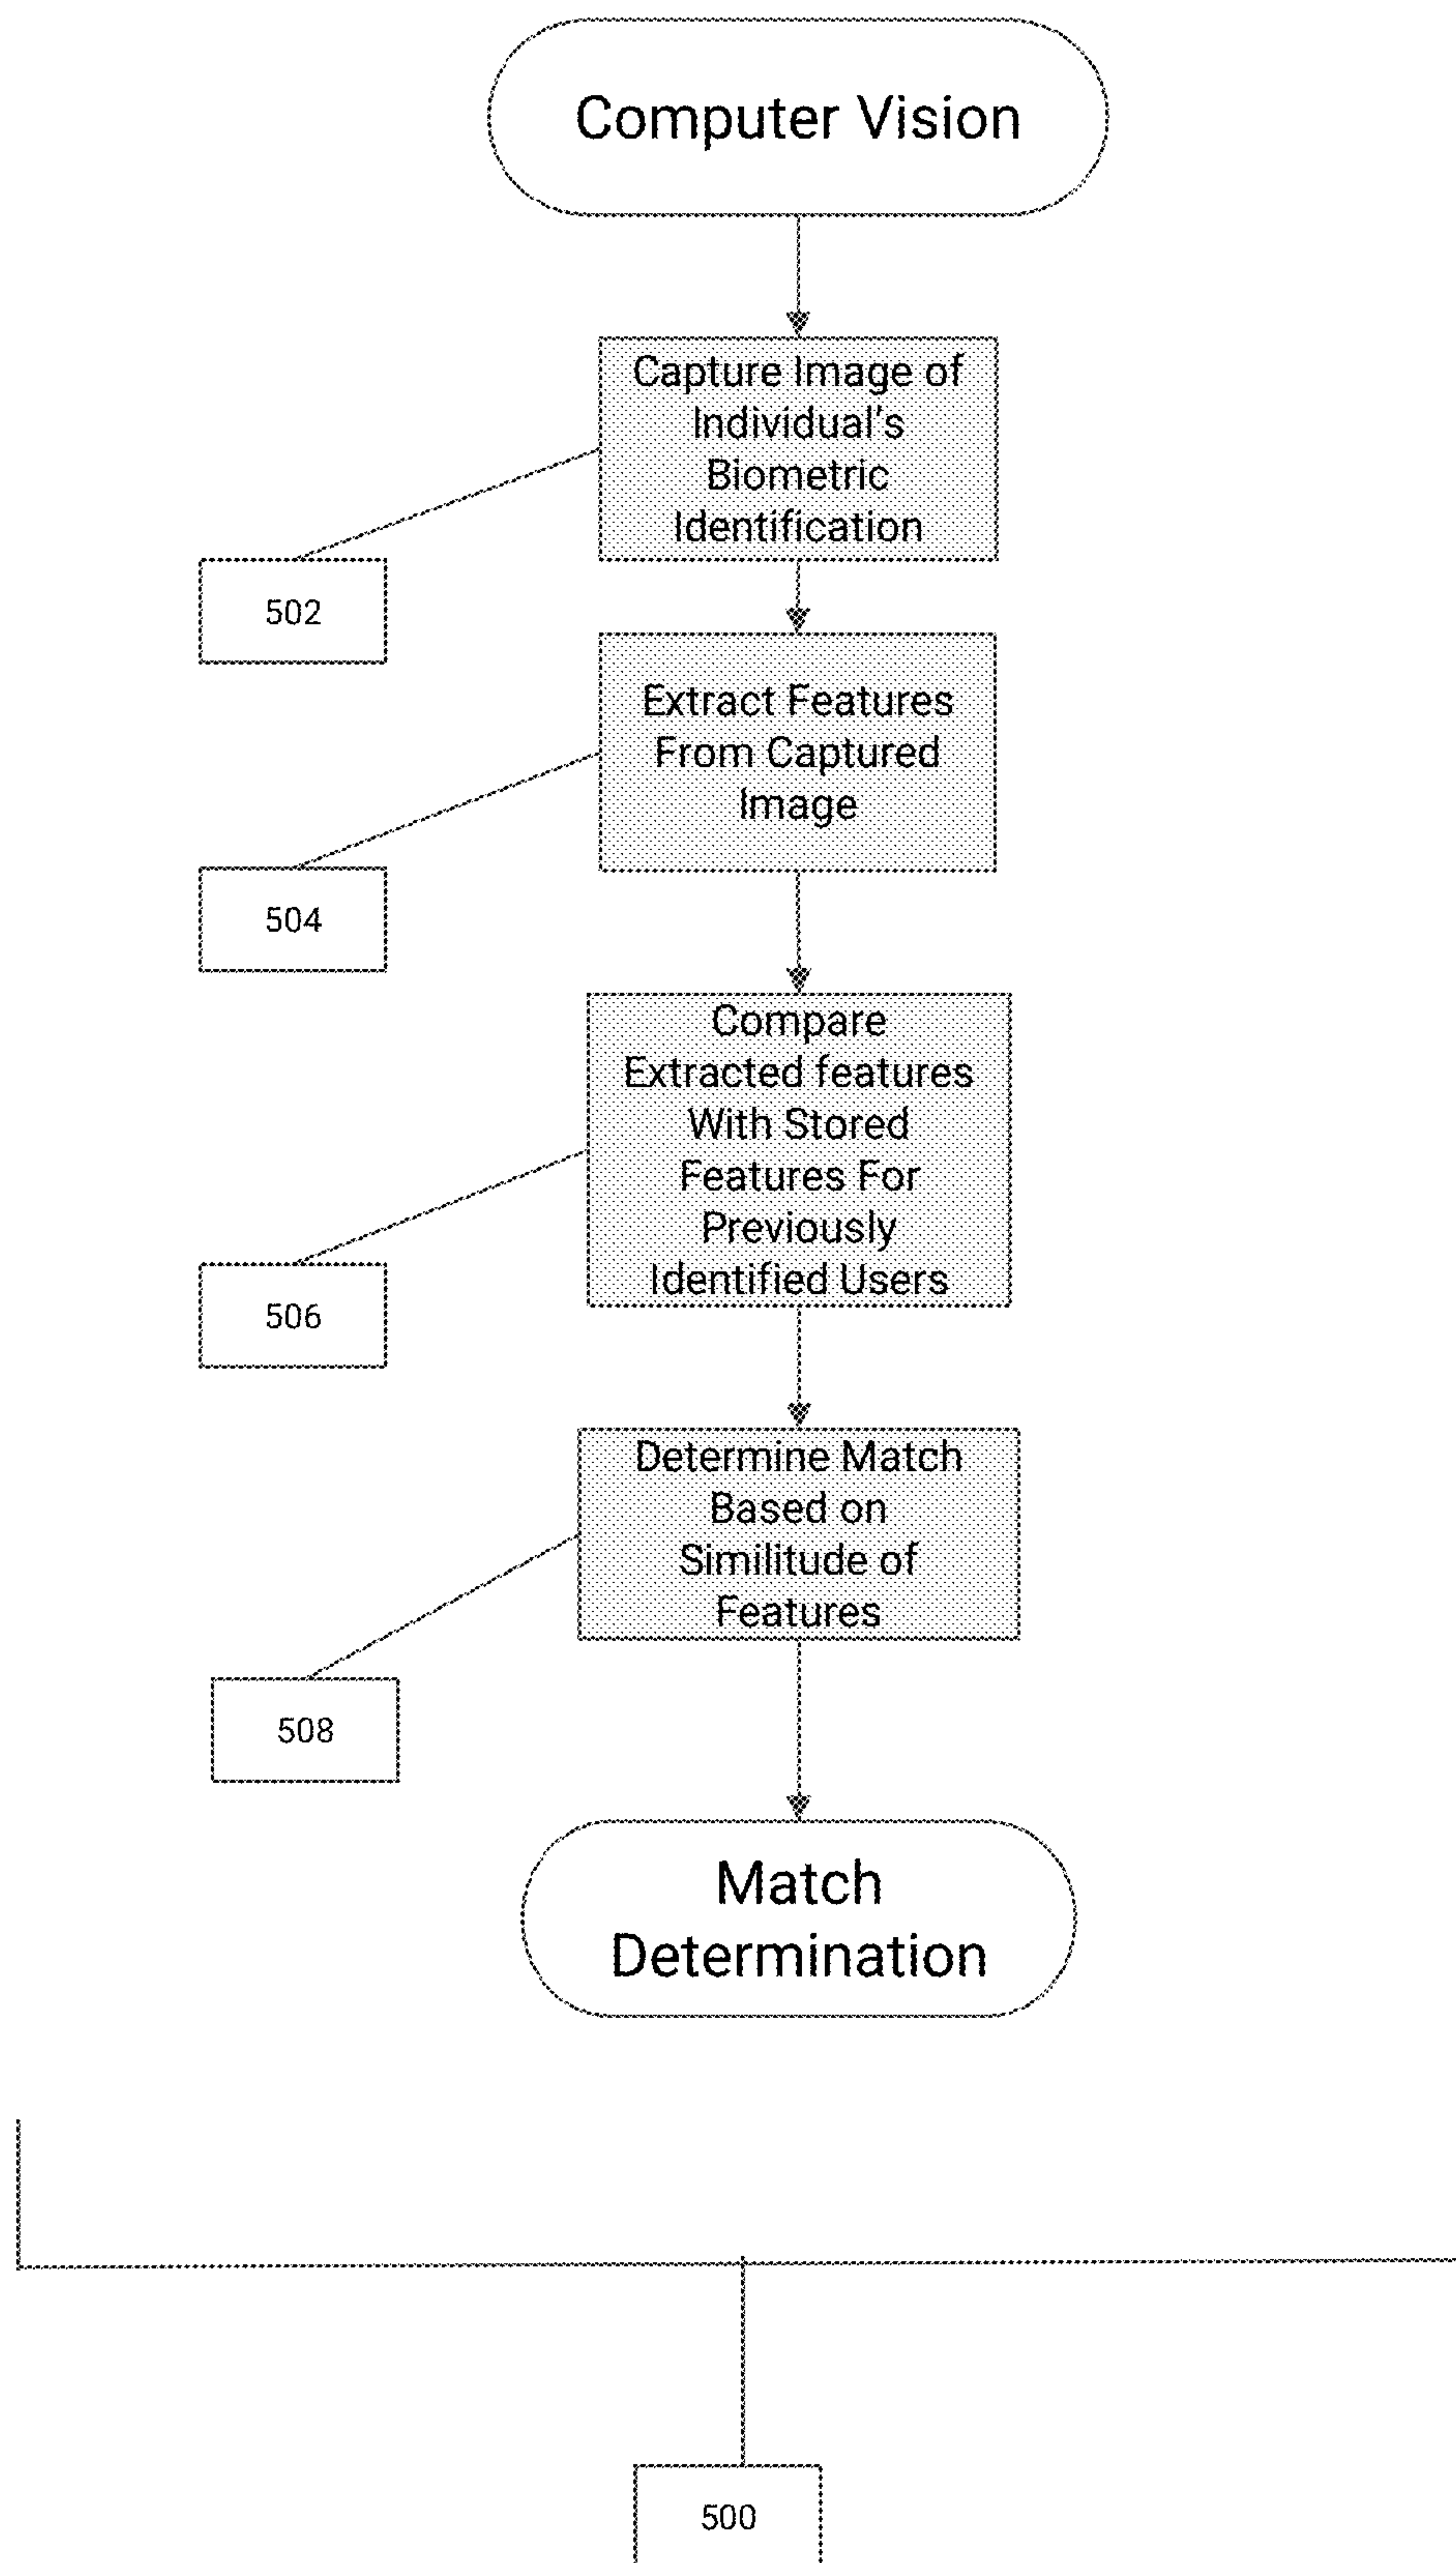 Computer Vision
Capture Image of
Individual's
Biometric
Identification
502
Extract Features
From Captured
Image
504
Compare
Extracted features
With Stored
Features For
Previously
Identified Users
506
Determine Match
Based on
Similitude of
Features
508
Match
Determination
500